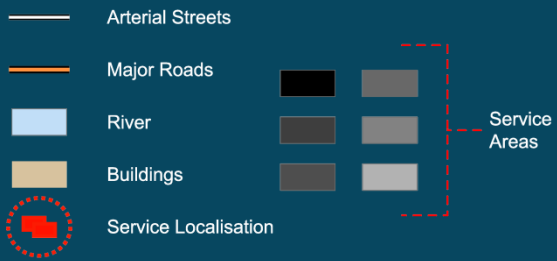 Arterial Streets
Major Roads
River
Buildings
Service Localisation
Service
Areas